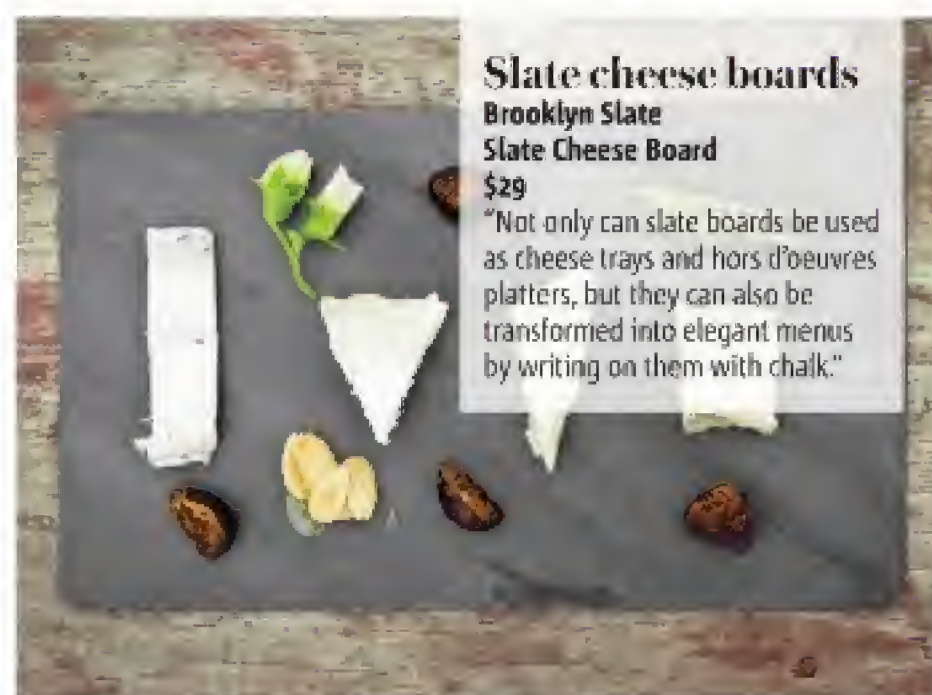 Slate cheese boards
Brooklyn Slate
Slate Cheese Board
$29
"Not only can slate boards be used
as cheese trays and hors d'oeuvres
platters, but they can also be
transformed into elegant menus
by writing on them with chalk."